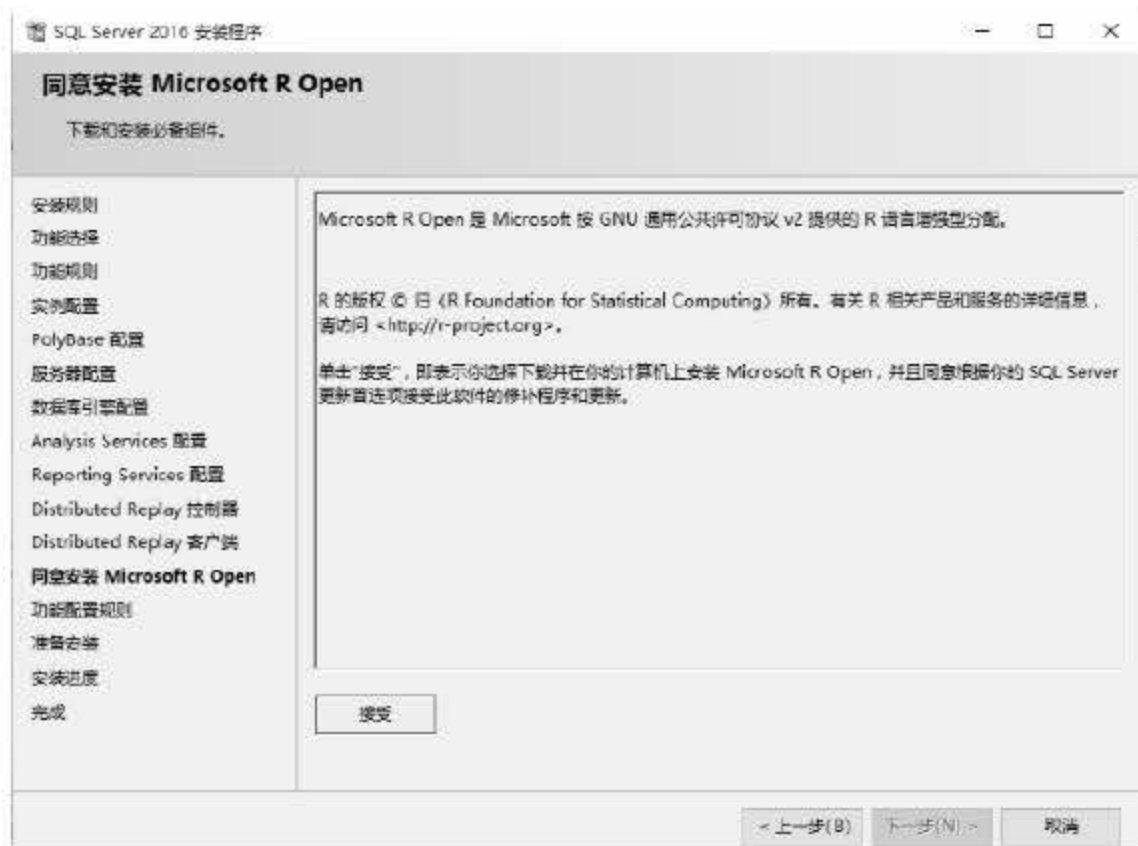 SQL Server 2016 安装程序
同意安装 Microsoft R Open
下载和安装必备组件。
安装规则
功能选择
功能规则
实例配置
PolyBase 配置
服务器配置
数据库引擎配置
Analysis Services 配置
Reporting Services 配置
Distributed Replay 控制器
Distributed Replay 客户端
同意安装 Microsoft R Open
功能配置规则
准备安装
安装进度
完成
Microsoft R Open 是 Microsoft 按 GNU 通用公共许可协议 v2 提供的 R 语言增强型分配。
R 的版权 © 归 (R Foundation for Statistical Computing) 所有。有关 R 相关产品和服务的详细信息，
请访问 <http://r-project.org>。
单击"接受"，即表示你选择下载并在你的计算机上安装 Microsoft R Open，并且同意根据你的 SQL Server
更新首选项接受此软件的修补程序和更新。
接受
< 上一步(B)
下一步(N) >
取消